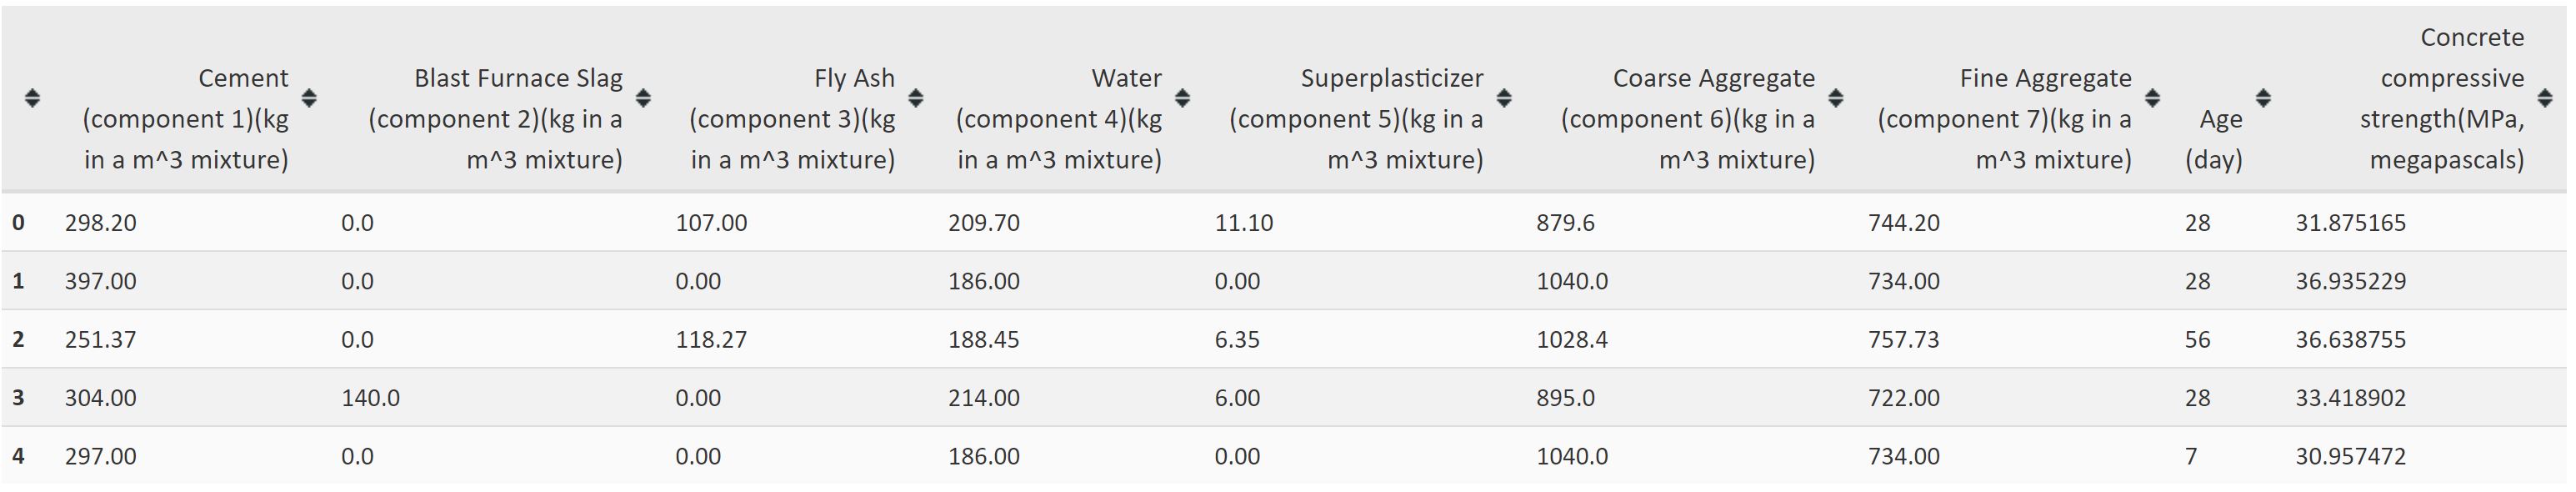 Cement (component 1)(kg in a m^3 mixture) Blast Furnace Slag (component 2)(kg in a m^3 mixture) Fly Ash (component 3)(kg in a m^3 mixture) Water (component 4)(kg in a m^3 mixture) Superplasticizer (component 5)(kg in a m^3 mixture) Coarse Aggregate (component 6)(kg in a m^3 mixture) Fine Aggregate (component 7)(kg in a m^3 mixture) Age (day) Concrete compressive strength(MPa, megapascals)
0 298.20 0.0 107.00 209.70 11.10 879.6 744.20 28 31.875165
1 397.00 0.0 0.00 186.00 0.00 1040.0 734.00 28 36.935229
2 251.37 0.0 118.27 188.45 6.35 1028.4 757.73 56 36.638755
3 304.00 140.0 0.00 214.00 6.00 895.0 722.00 28 33.418902
4 297.00 0.0 0.00 186.00 0.00 1040.0 734.00 7 30.957472